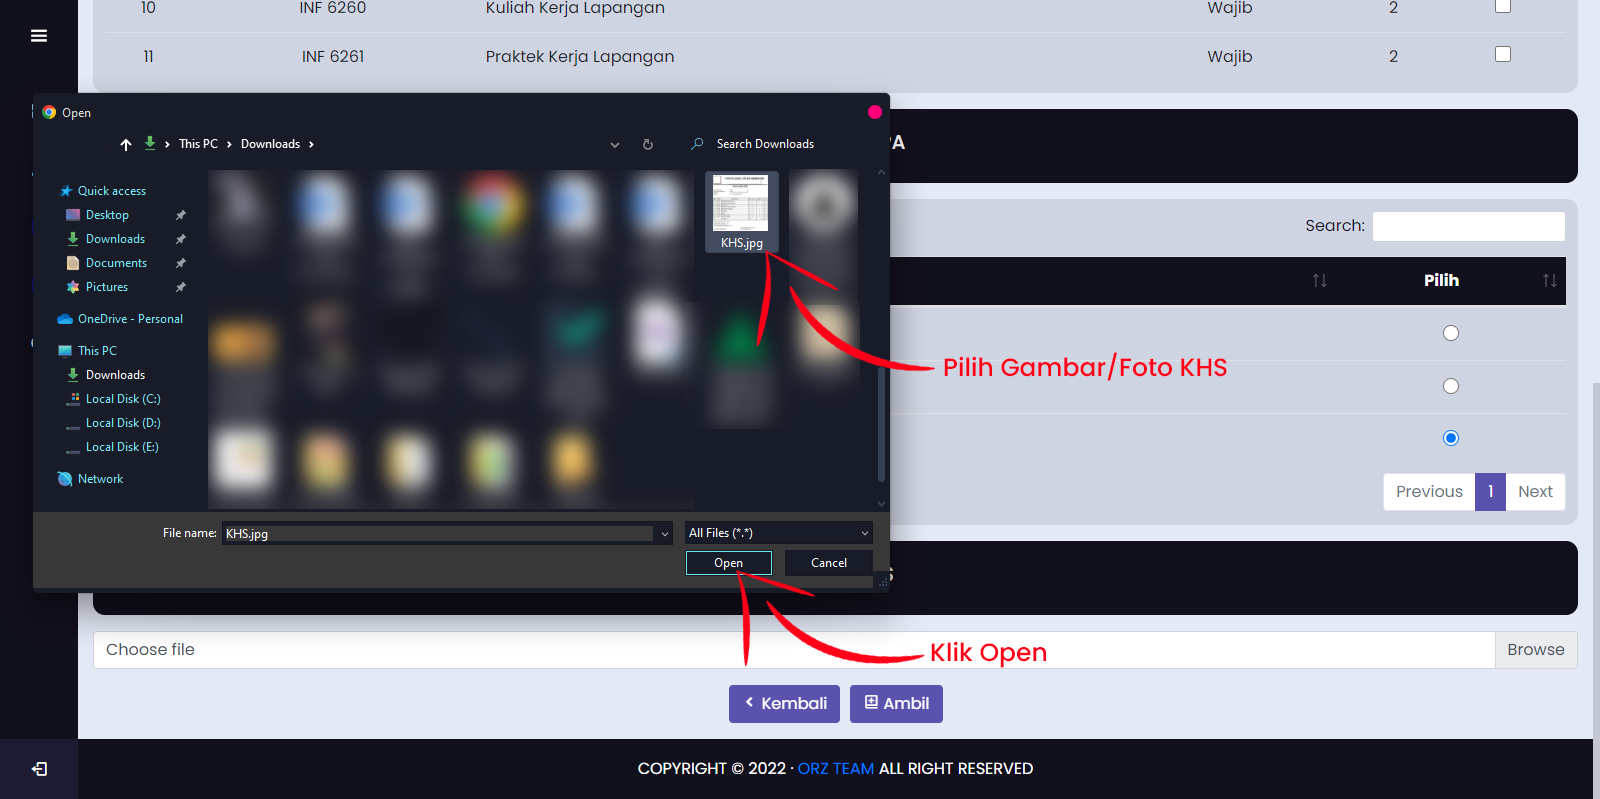 10 INF 6260 Kuliah Kerja Lapangan Wajib 2
11 INF 6261 Praktek Kerja Lapangan Wajib 2
Open
This PC > Downloads >
Search Downloads
PA
Quick access
Desktop
Downloads
Documents
Pictures
OneDrive - Personal
This PC
Downloads
Local Disk (C:)
Local Disk (D:)
Local Disk (E:)
Network
KHS.jpg
Search:
Pilih
Pilih Gambar/Foto KHS
Previous 1 Next
File name: KHS.jpg All Files (*.*)
Open Cancel
Klik Open
Choose file Browse
Kembali Ambil
COPYRIGHT © 2022 · ORZ TEAM ALL RIGHT RESERVED